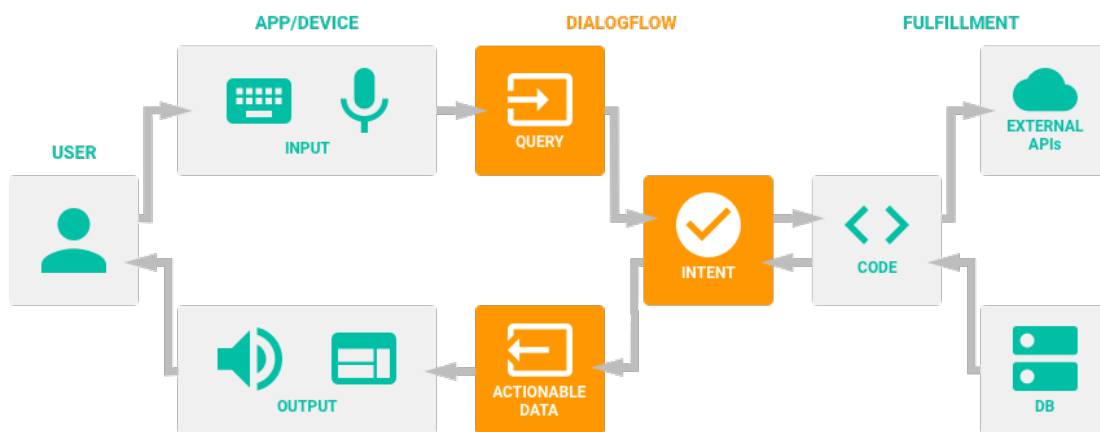 APP/DEVICE
DIALOGFLOW
FULFILLMENT
USER
INPUT
QUERY
EXTERNAL
APIs
INTENT
CODE
OUTPUT
ACTIONABLE
DATA
DB